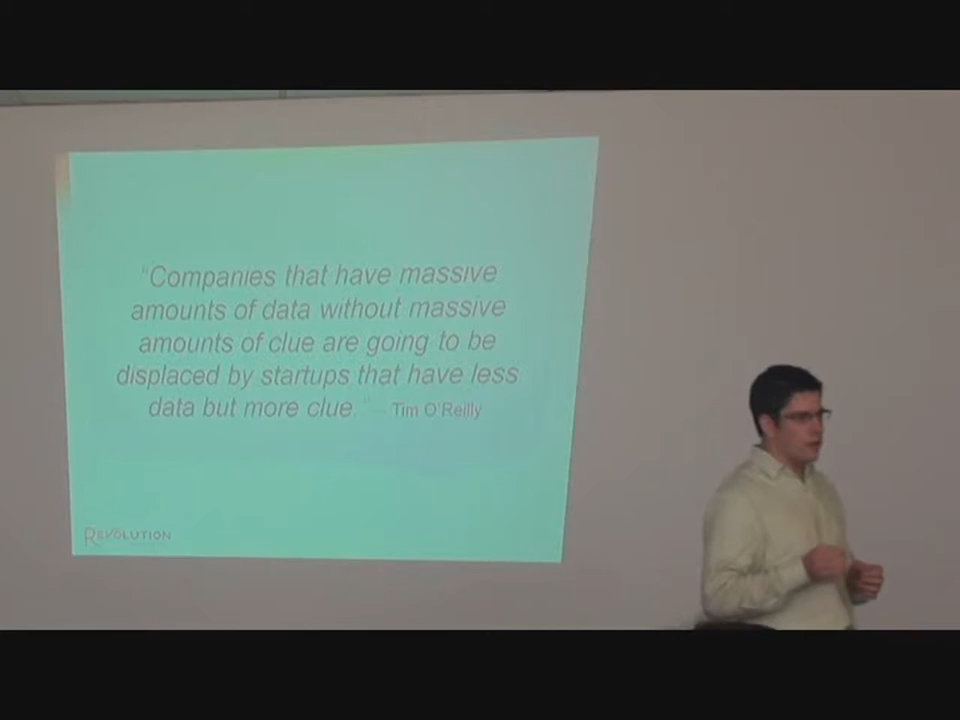 "Companies that have massive
amounts of data without massive
amounts of clue are going to be
displaced by startups that have less
data but more clue." – Tim O'Reilly
REVOLUTION